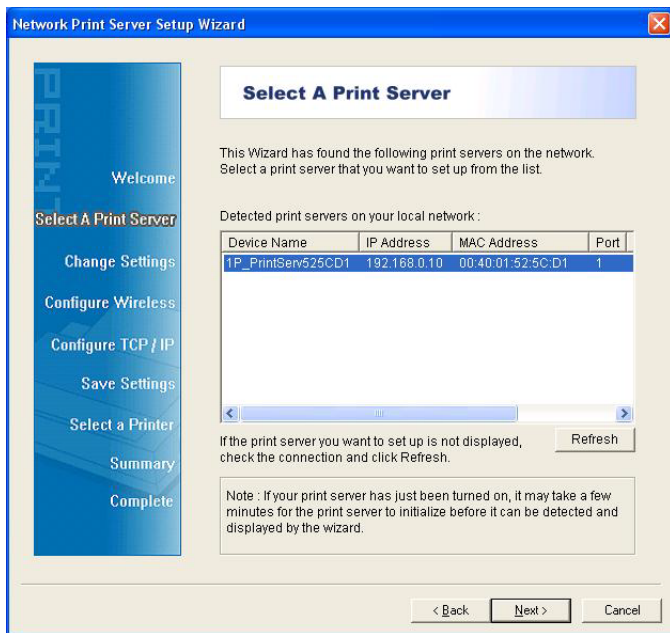 Network Print Server Setup Wizard
PRINT
Welcome
Select A Print Server
Change Settings
Configure Wireless
Configure TCP / IP
Save Settings
Select a Printer
Summary
Complete
Select A Print Server
This Wizard has found the following print servers on the network.
Select a print server that you want to set up from the list.
Detected print servers on your local network :
Device Name IP Address MAC Address Port
1P_PrintServ525CD1 192.168.0.10 00:40:01:52:5C:D1 1
If the print server you want to set up is not displayed,
check the connection and click Refresh.
Refresh
Note : If your print server has just been turned on, it may take a few
minutes for the print server to initialize before it can be detected and
displayed by the wizard.
< Back Next > Cancel